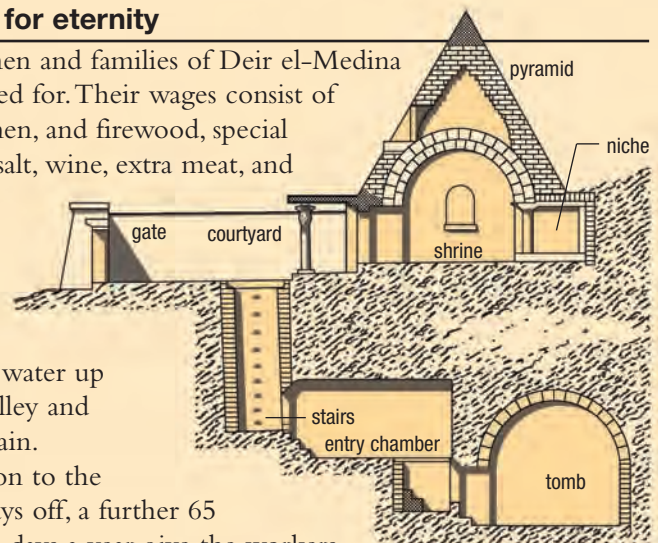 for eternity
men and families of Deir el-Medina
ed for. Their wages consist of
men, and firewood, special
salt, wine, extra meat, and
pyramid
niche
gate
courtyard
shrine
water up
lley and
ain.
stairs
entry chamber
on to the
tomb
ys off, a further 65